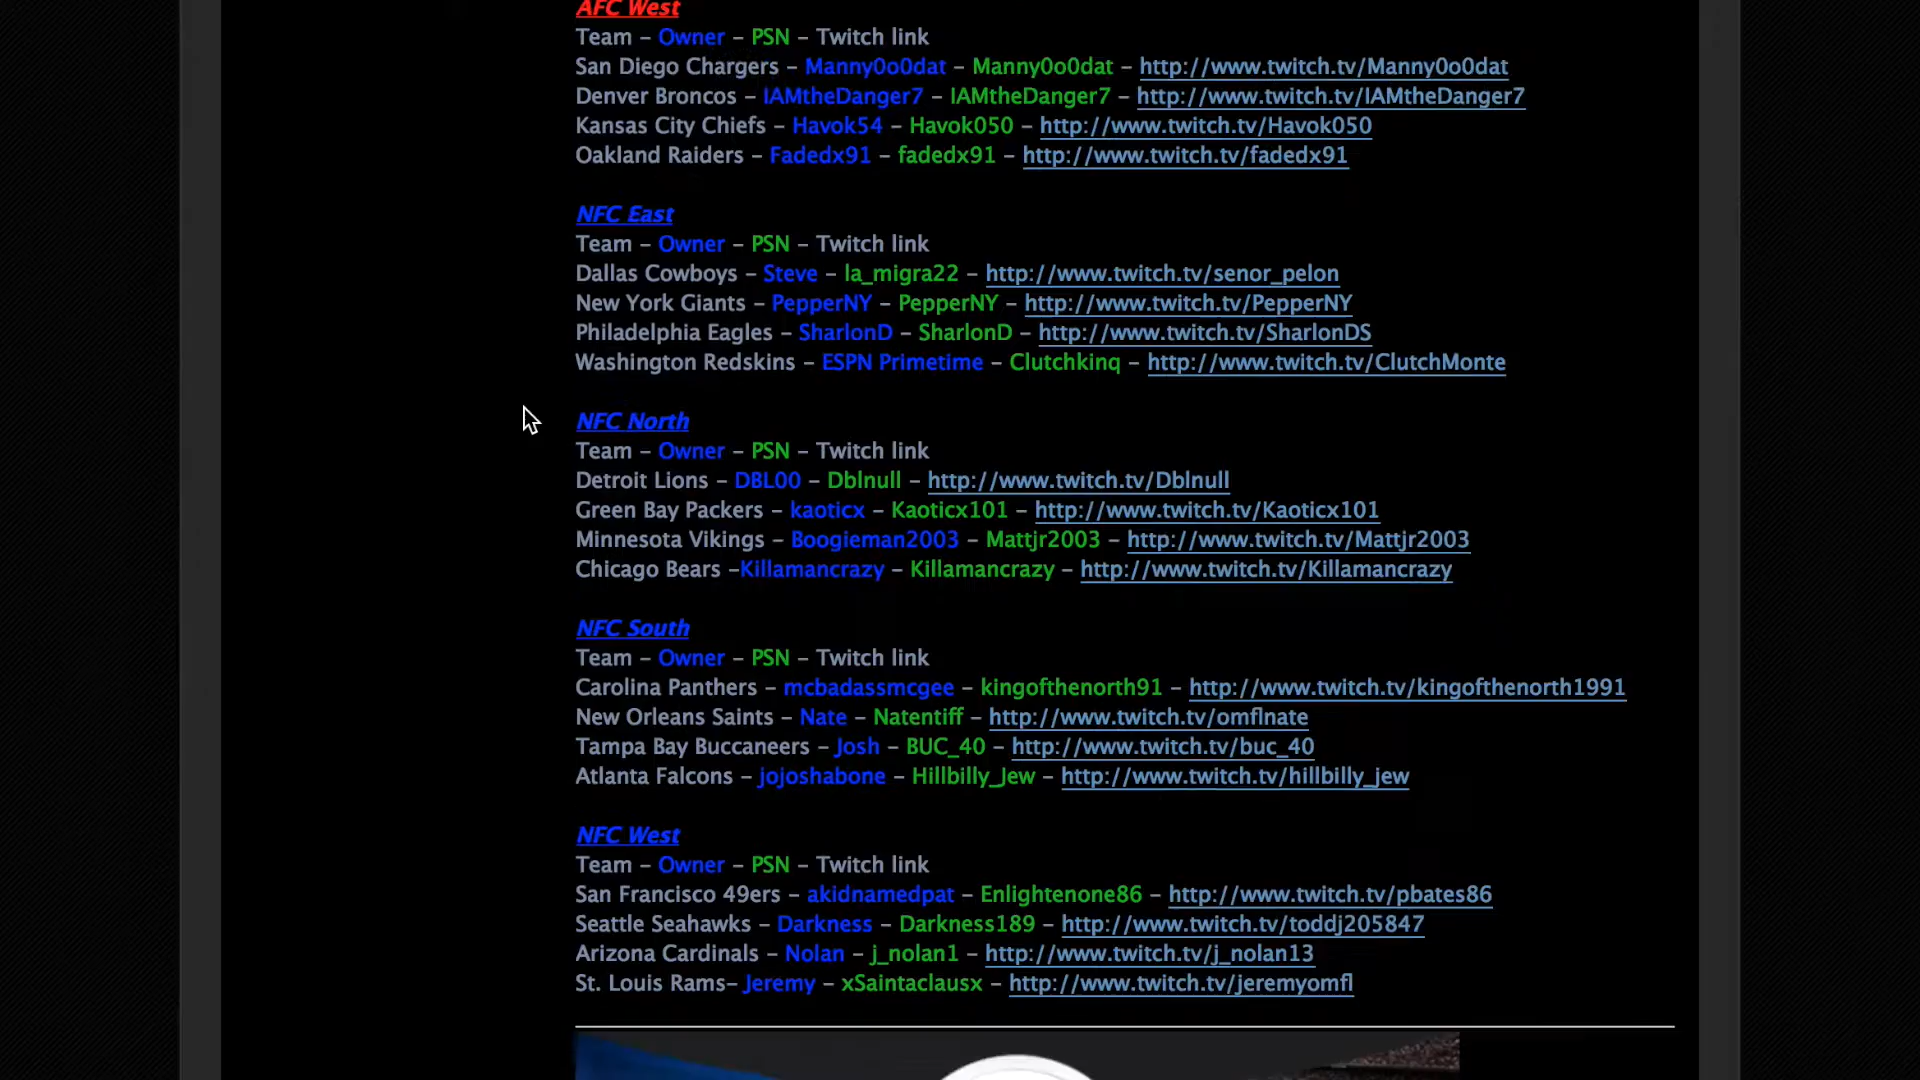 AFC West
Team – Owner – PSN – Twitch link
San Diego Chargers – Manny0o0dat – Manny0o0dat – http://www.twitch.tv/Manny0o0dat
Denver Broncos – IAMtheDanger7 – IAMtheDanger7 – http://www.twitch.tv/IAMtheDanger7
Kansas City Chiefs – Havok54 – Havok050 – http://www.twitch.tv/Havok050
Oakland Raiders – Fadedx91 – fadedx91 – http://www.twitch.tv/fadedx91
NFC East
Team – Owner – PSN – Twitch link
Dallas Cowboys – Steve – la_migra22 – http://www.twitch.tv/senor_pelon
New York Giants – PepperNY – PepperNY – http://www.twitch.tv/PepperNY
Philadelphia Eagles – SharlonD – SharlonD – http://www.twitch.tv/SharlonDS
Washington Redskins – ESPN Primetime – Clutchkinq – http://www.twitch.tv/ClutchMonte
NFC North
Team – Owner – PSN – Twitch link
Detroit Lions – DBL00 – Dblnull – http://www.twitch.tv/Dblnull
Green Bay Packers – kaoticx – Kaoticx101 – http://www.twitch.tv/Kaoticx101
Minnesota Vikings – Boogieman2003 – Mattjr2003 – http://www.twitch.tv/Mattjr2003
Chicago Bears –Killamancrazy – Killamancrazy – http://www.twitch.tv/Killamancrazy
NFC South
Team – Owner – PSN – Twitch link
Carolina Panthers – mcbadassmcgee – kingofthenorth91 – http://www.twitch.tv/kingofthenorth1991
New Orleans Saints – Nate – Natentiff – http://www.twitch.tv/omflnate
Tampa Bay Buccaneers – Josh – BUC_40 – http://www.twitch.tv/buc_40
Atlanta Falcons – jojoshabone – Hillbilly_Jew – http://www.twitch.tv/hillbilly_jew
NFC West
Team – Owner – PSN – Twitch link
San Francisco 49ers – akidnamedpat – Enlightenone86 – http://www.twitch.tv/pbates86
Seattle Seahawks – Darkness – Darkness189 – http://www.twitch.tv/toddj205847
Arizona Cardinals – Nolan – j_nolan1 – http://www.twitch.tv/j_nolan13
St. Louis Rams– Jeremy – xSaintaclausx – http://www.twitch.tv/jeremyomfl